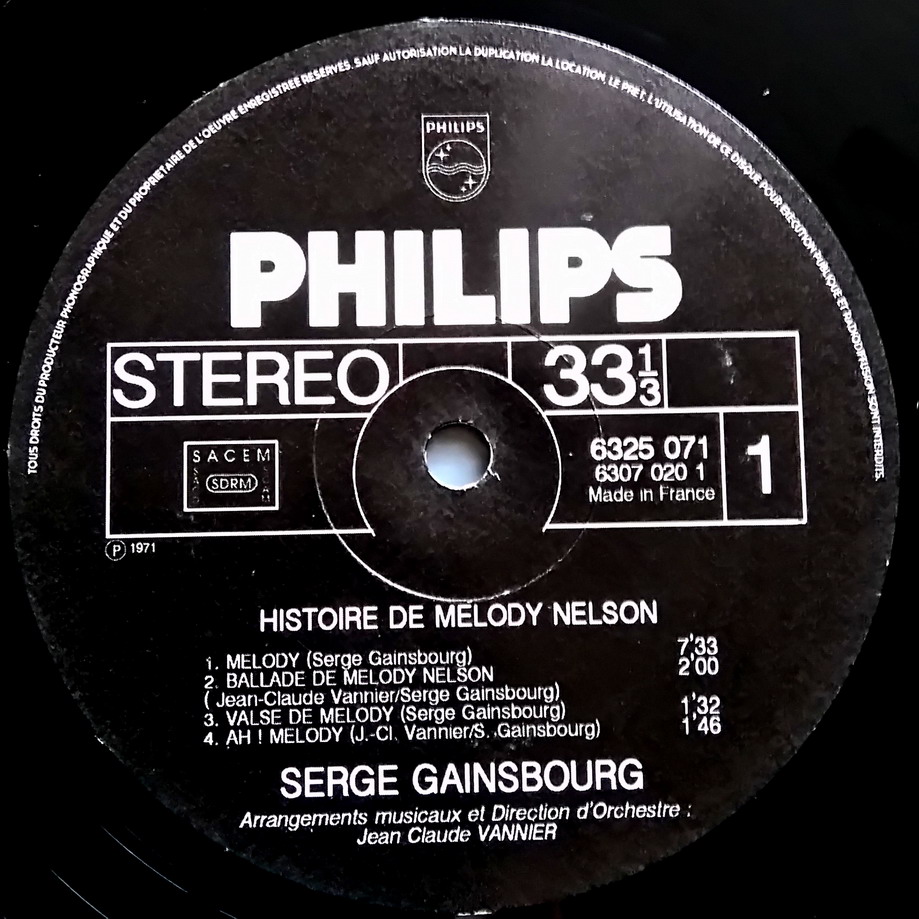 TOUS DROITS DU PRODUCTEUR PHONOGRAPHIQUE ET DU PROPRIETAIRE DE L'OEUVRE ENREGISTREE RESERVES. SAUF AUTORISATION LA DUPLICATION LA LOCATION, LE PRET, L'UTILISATION DE CE DISQUE POUR EXECUTION PUBLIQUE ET RADIODIFFUSION SONT INTERDITS.
PHILIPS
PHILIPS
STEREO
33 1/3
SACEM
SDRM
6325 071
6307 020 1
Made in France
1
Ⓟ 1971
HISTOIRE DE MELODY NELSON
1. MELODY (Serge Gainsbourg) 7'33
2. BALLADE DE MELODY NELSON 2'00
( Jean-Claude Vannier/Serge Gainsbourg)
3. VALSE DE MELODY (Serge Gainsbourg) 1'32
4. AH ! MELODY (J.-Cl. Vannier/S. Gainsbourg) 1'46
SERGE GAINSBOURG
Arrangements musicaux et Direction d'Orchestre :
Jean Claude VANNIER